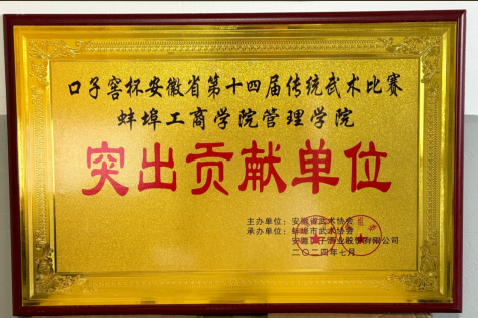 口子窖杯安徽省第十四届传统武术比赛
蚌埠工商学院管理学院
突出贡献单位
主办单位：安徽省武术协会
承办单位：蚌埠市武术协会
安徽口子酒业股份有限公司
二〇二四年七月